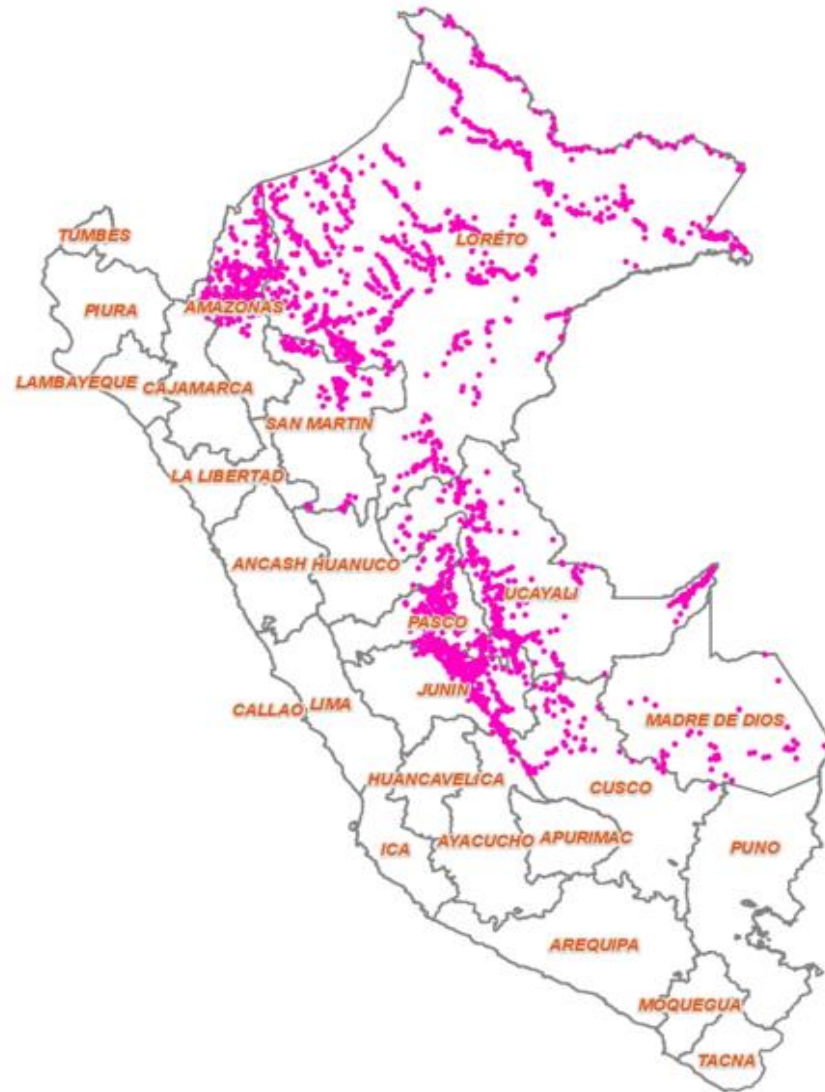 TUMBES
LORÉTO
PIURA
AMAZONAS
LAMBAYEQUE
CAJAMARCA
SAN MARTIN
LA LIBERTAD
ANCASH
HUANUCO
UCAYALI
PASCO
JUNIN
CALLAO
LIMA
MADRE DE DIOS
HUANCAVELICA
CUSCO
ICA
AYACUCHO
APURIMAC
PUNO
AREQUIPA
MOQUEGUA
TACNA